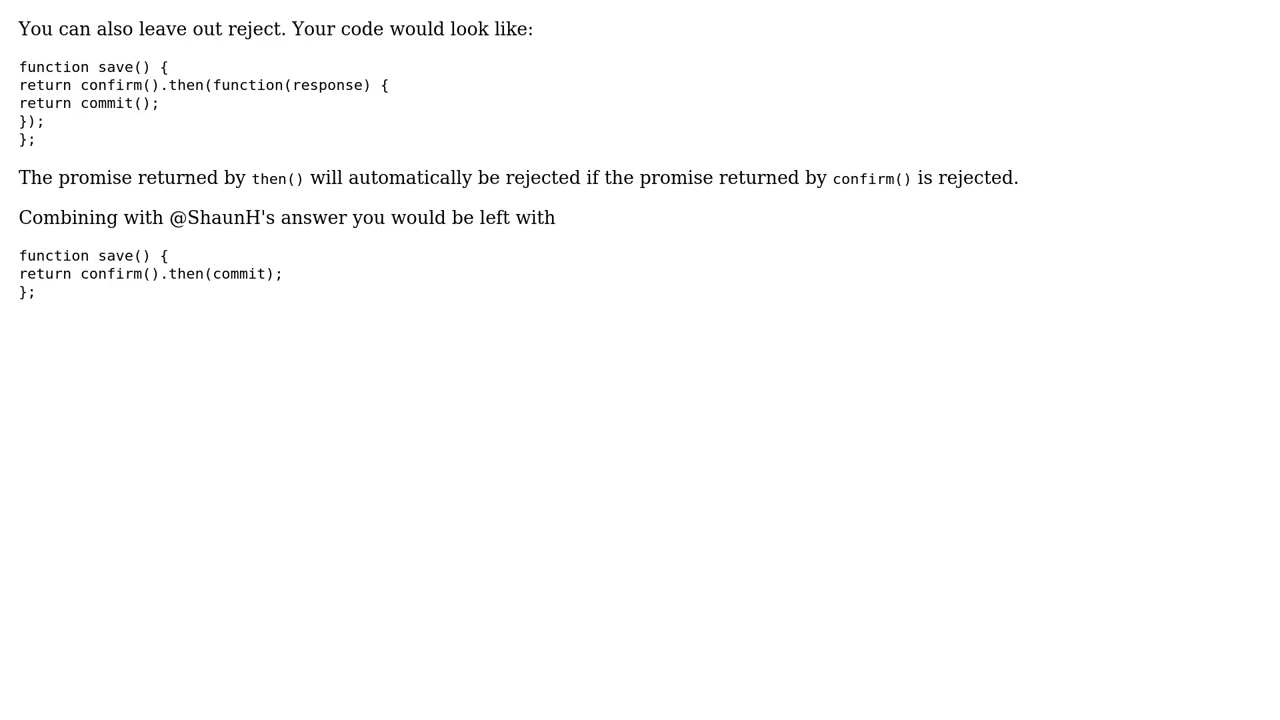 You can also leave out reject. Your code would look like:
function save() {
return confirm().then(function(response) {
return commit();
});
};
The promise returned by then() will automatically be rejected if the promise returned by confirm() is rejected.
Combining with @ShaunH's answer you would be left with
function save() {
return confirm().then(commit);
};